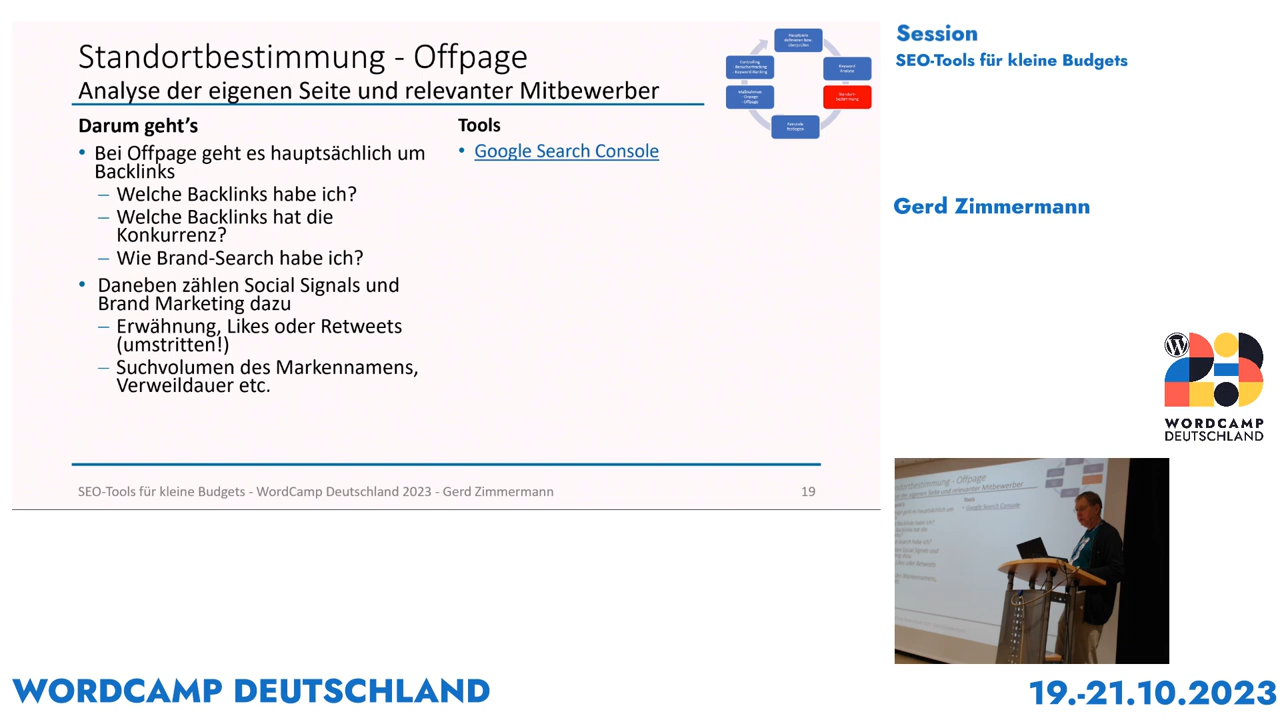 Standortbestimmung - Offpage
Analyse der eigenen Seite und relevanter Mitbewerber
Darum geht's
• Bei Offpage geht es hauptsächlich um
Backlinks
– Welche Backlinks habe ich?
– Welche Backlinks hat die
Konkurrenz?
– Wie Brand-Search habe ich?
• Daneben zählen Social Signals und
Brand Marketing dazu
– Erwähnung, Likes oder Retweets
(umstritten!)
– Suchvolumen des Markennamens,
Verweildauer etc.
Tools
• Google Search Console
SEO-Tools für kleine Budgets - WordCamp Deutschland 2023 - Gerd Zimmermann
19
Session
SEO-Tools für kleine Budgets
Gerd Zimmermann
WORDCAMP
DEUTSCHLAND
Google Search Console
WORDCAMP DEUTSCHLAND
19.-21.10.2023